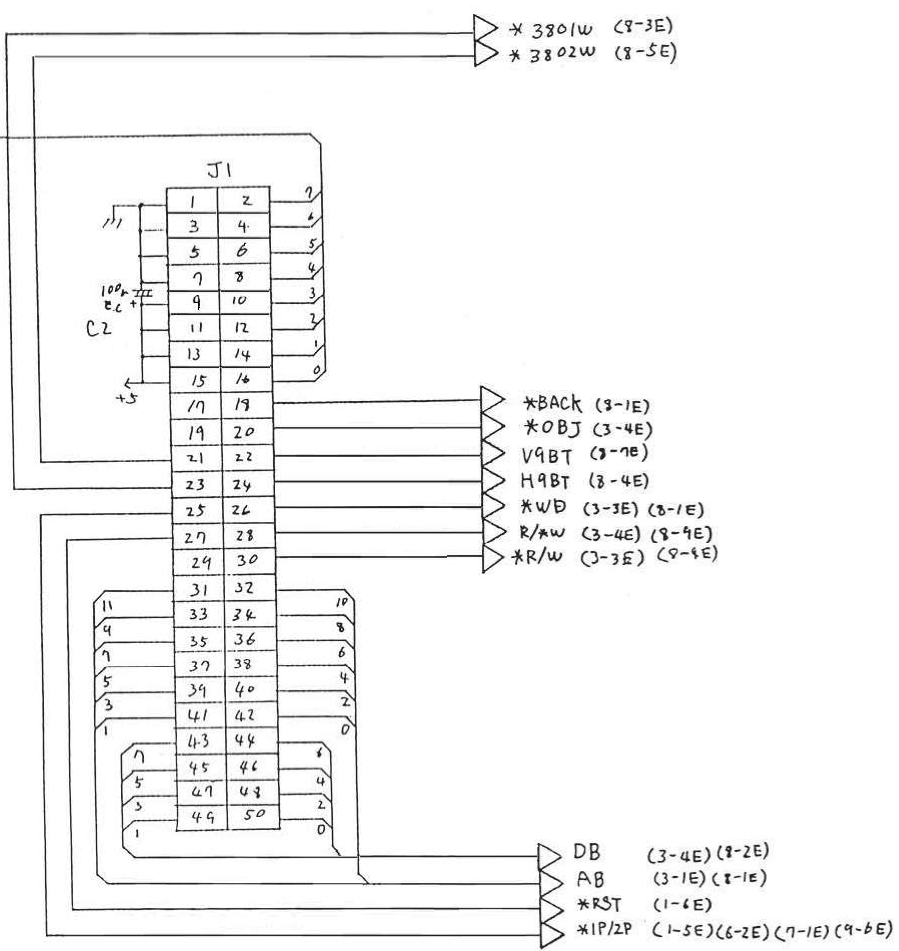 * 3801W (8-3E)
* 3802W (8-5E)
J1
1 2 7
3 4 6
5 6 5
7 8 4
100μ
9 10 3
E.C +
C2 11 12 2
13 14 1
15 16 0
+5
17 18 *BACK (8-1E)
19 20 *OBJ (3-4E)
21 22 V9BT (8-7E)
23 24 H9BT (8-4E)
25 26 *WD (3-3E) (8-1E)
27 28 R/*W (3-4E) (8-9E)
29 30 *R/W (3-3E)
31 32
11 10
33 34
9 8
35 36
7 6
37 38
5 4
39 40
3 2
41 42
1 0
43 44
7 6
45 46
5 4
47 48
3 2
49 50
1 0
DB (3-4E) (8-2E)
AB (3-1E) (8-1E)
*RST (1-6E)
*1P/2P (1-5E) (6-2E) (7-1E) (9-6E)